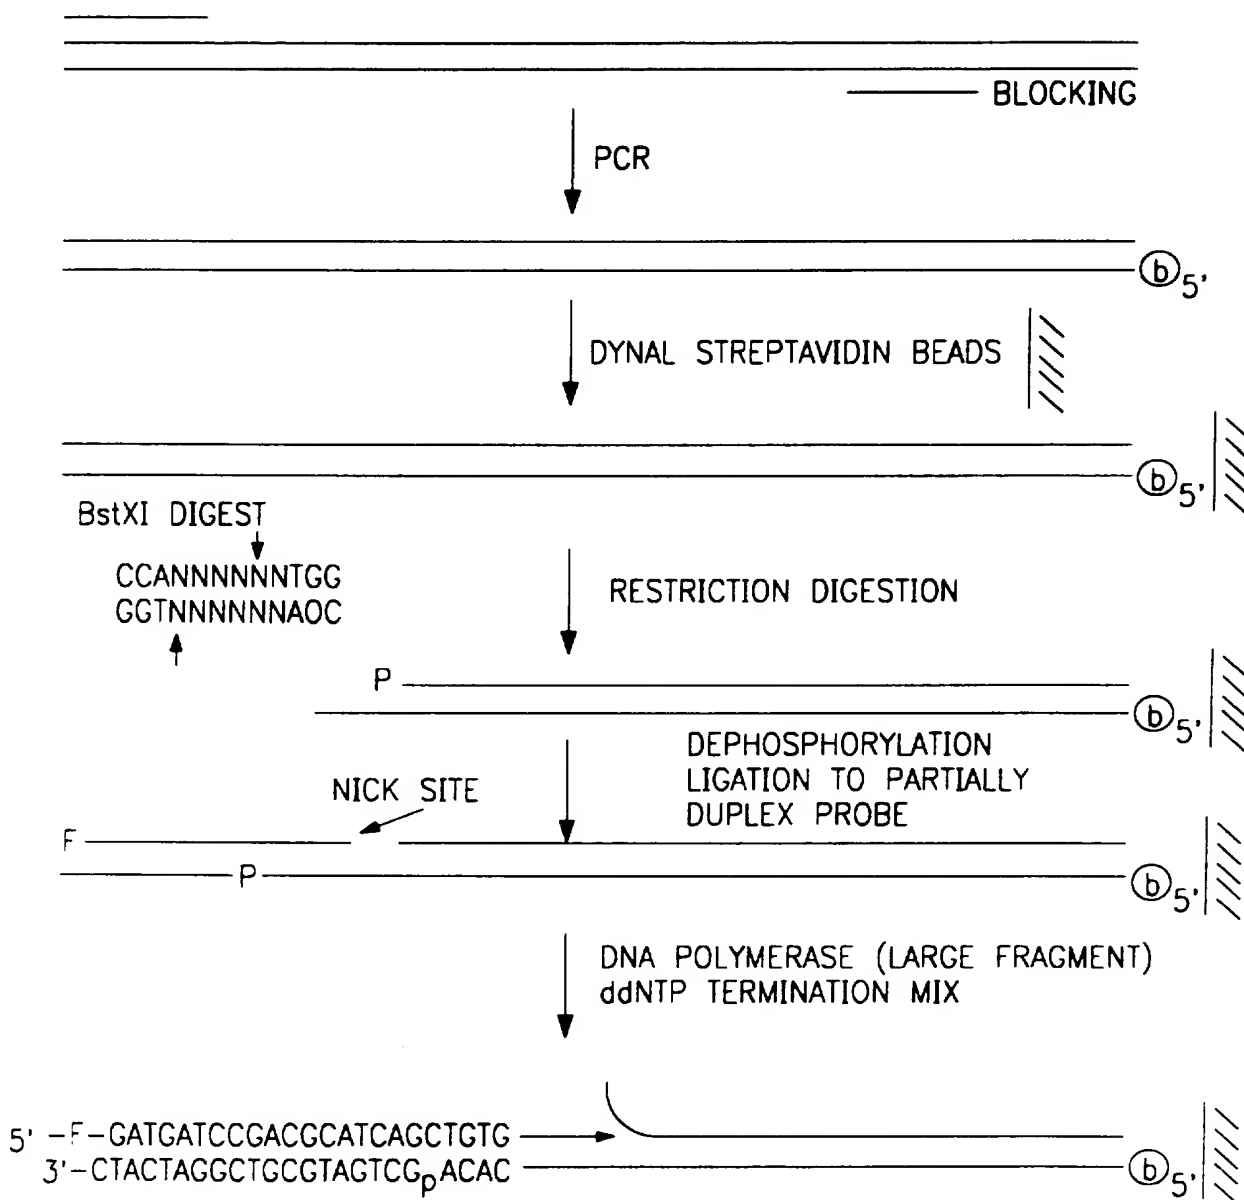 BLOCKING
PCR
b 5'
DYNAL STREPTAVIDIN BEADS
b 5'
BstXI DIGEST
CCANNNNNNTGG
GGTNNNNNNAOC
RESTRICTION DIGESTION
P
b 5'
DEPHOSPHORYLATION
LIGATION TO PARTIALLY
DUPLEX PROBE
NICK SITE
F
P
b 5'
DNA POLYMERASE (LARGE FRAGMENT)
ddNTP TERMINATION MIX
5' -F-GATGATCCGACGCATCAGCTGTG
3'-CTACTAGGCTGCGTAGTCGpACAC
b 5'